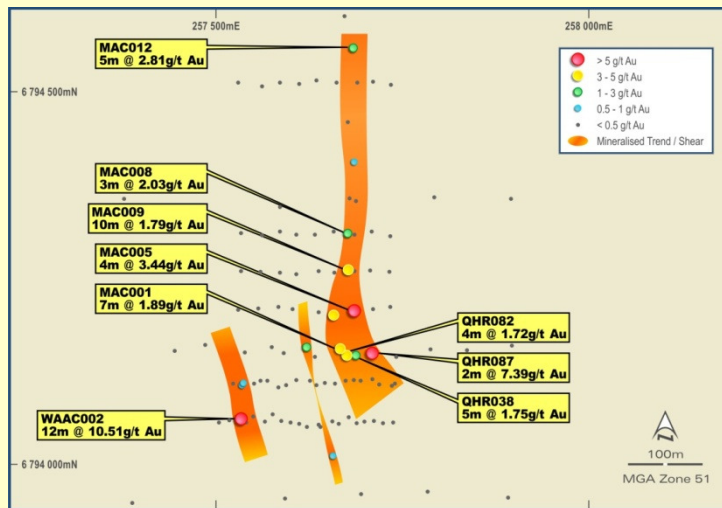 257 500mE
258 000mE
MAC012
5m @ 2.81g/t Au
> 5 g/t Au
3 - 5 g/t Au
1 - 3 g/t Au
0.5 - 1 g/t Au
< 0.5 g/t Au
Mineralised Trend / Shear
6 794 500mN
MAC008
3m @ 2.03g/t Au
MAC009
10m @ 1.79g/t Au
MAC005
4m @ 3.44g/t Au
MAC001
7m @ 1.89g/t Au
QHR082
4m @ 1.72g/t Au
QHR087
2m @ 7.39g/t Au
QHR038
5m @ 1.75g/t Au
WAAC002
12m @ 10.51g/t Au
N
100m
MGA Zone 51
6 794 000mN